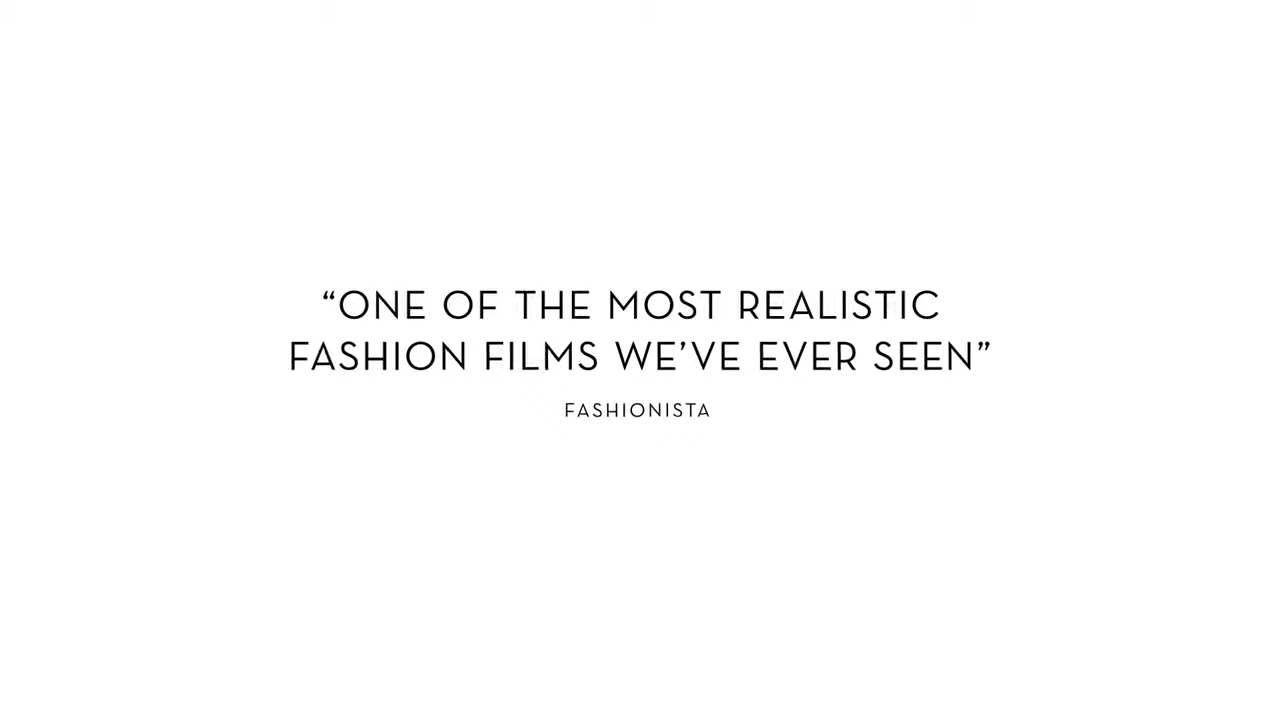 “ONE OF THE MOST REALISTIC
FASHION FILMS WE’VE EVER SEEN”
FASHIONISTA